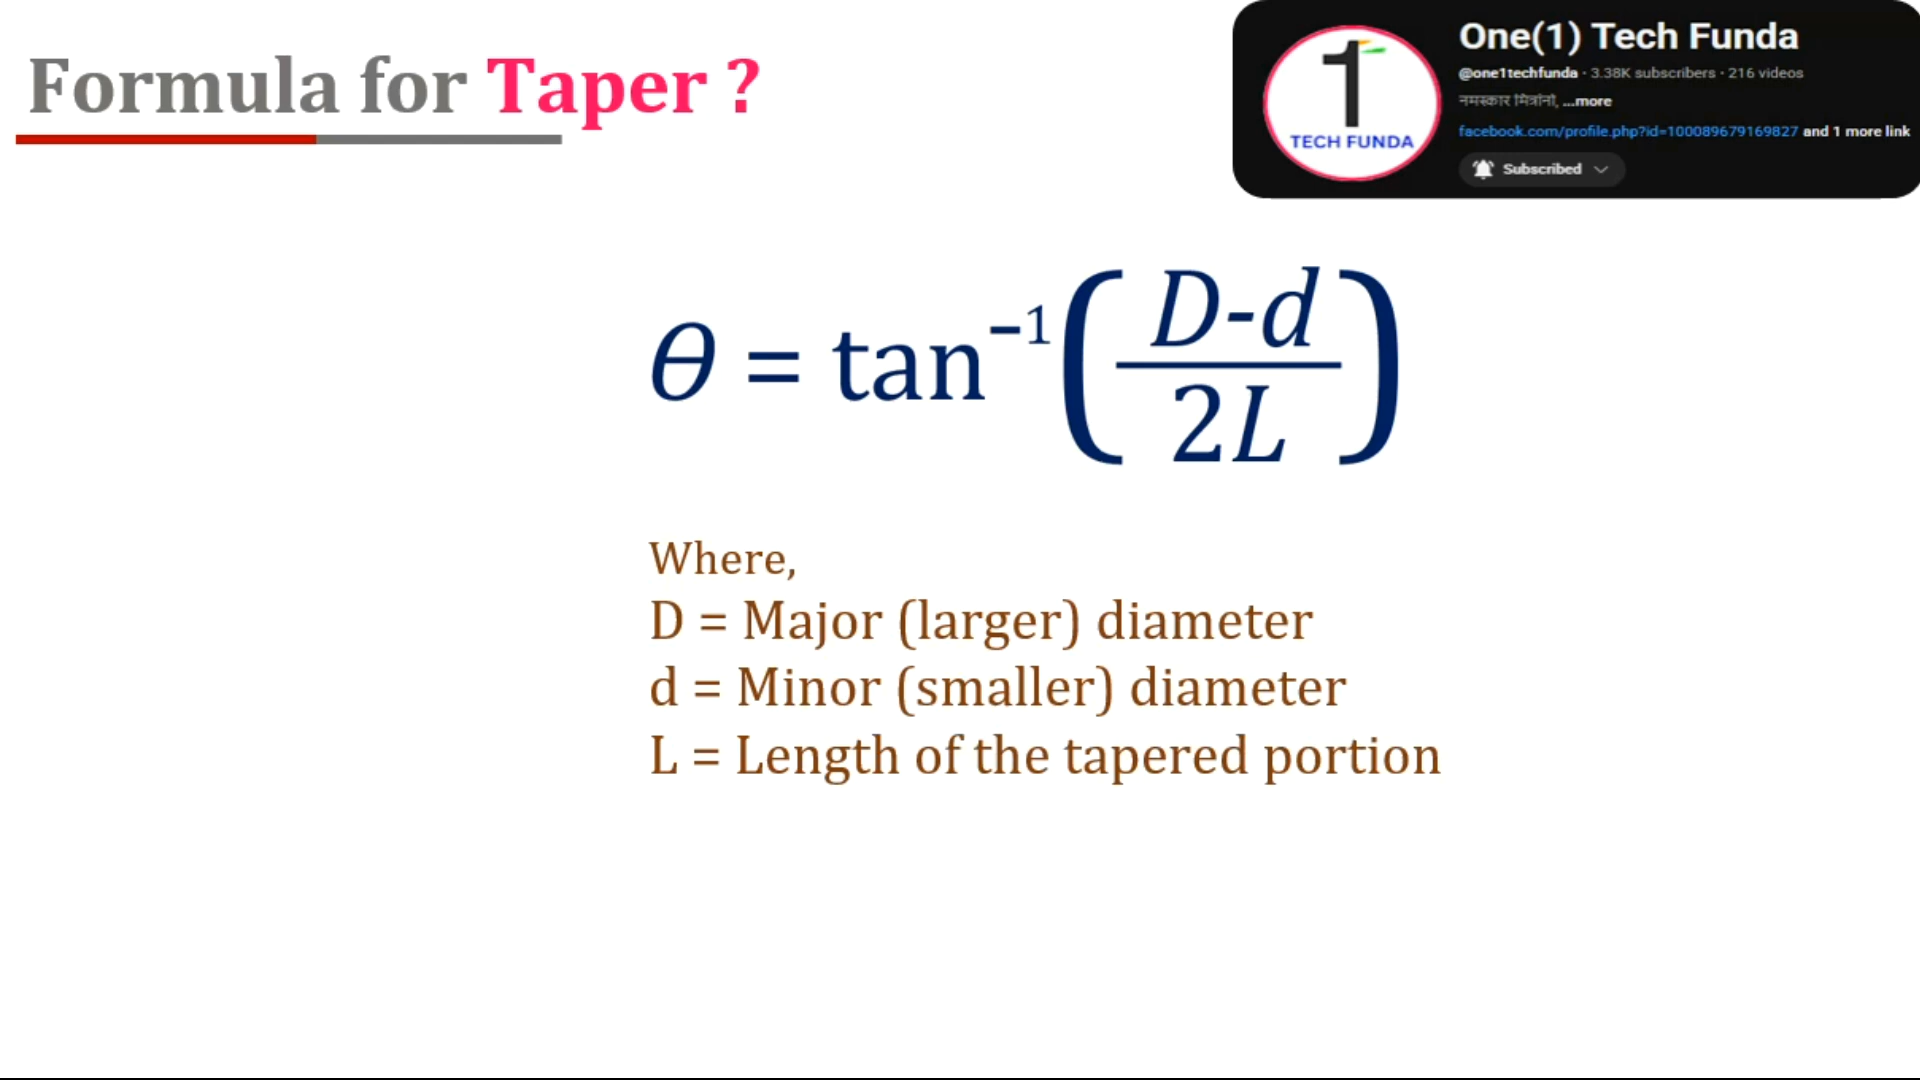 Formula for Taper ?
1
TECH FUNDA
One(1) Tech Funda
@one1techfunda · 3.38K subscribers · 216 videos
नमस्कार मित्रांनो, ...more
facebook.com/profile.php?id=100089679169827 and 1 more link
Subscribed
θ = tan⁻¹((D-d)/(2L))
Where,
D = Major (larger) diameter
d = Minor (smaller) diameter
L = Length of the tapered portion